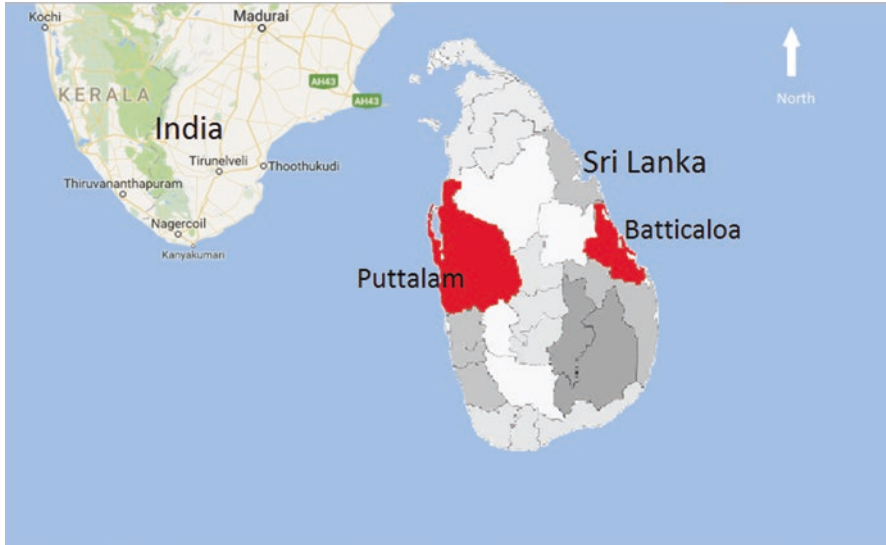 Kochi
Madurai
AH43
AH43
KERALA
India
Tirunelveli
Thoothukudi
Thiruvananthapuram
Nagercoil
Kanyakumari
North
Sri Lanka
Batticaloa
Puttalam